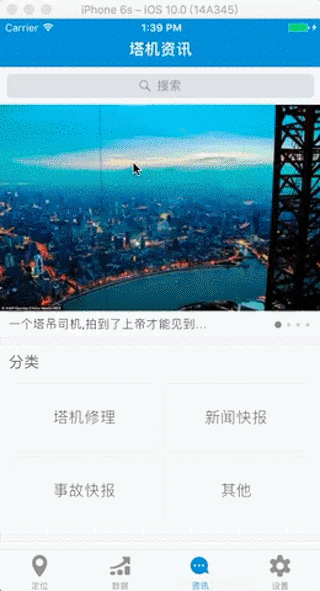 iPhone 6s – iOS 10.0 (14A345)
Carrier 1:39 PM
塔机资讯
搜索
一个塔吊司机,拍到了上帝才能见到...
分类
塔机修理 新闻快报
事故快报 其他
定位 数据 资讯 设置